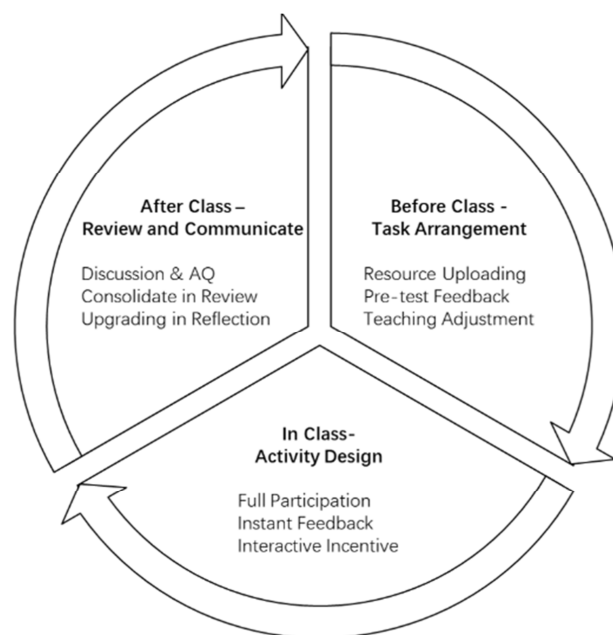 After Class –
Review and Communicate
Discussion & AQ
Consolidate in Review
Upgrading in Reflection
Before Class -
Task Arrangement
Resource Uploading
Pre-test Feedback
Teaching Adjustment
In Class-
Activity Design
Full Participation
Instant Feedback
Interactive Incentive